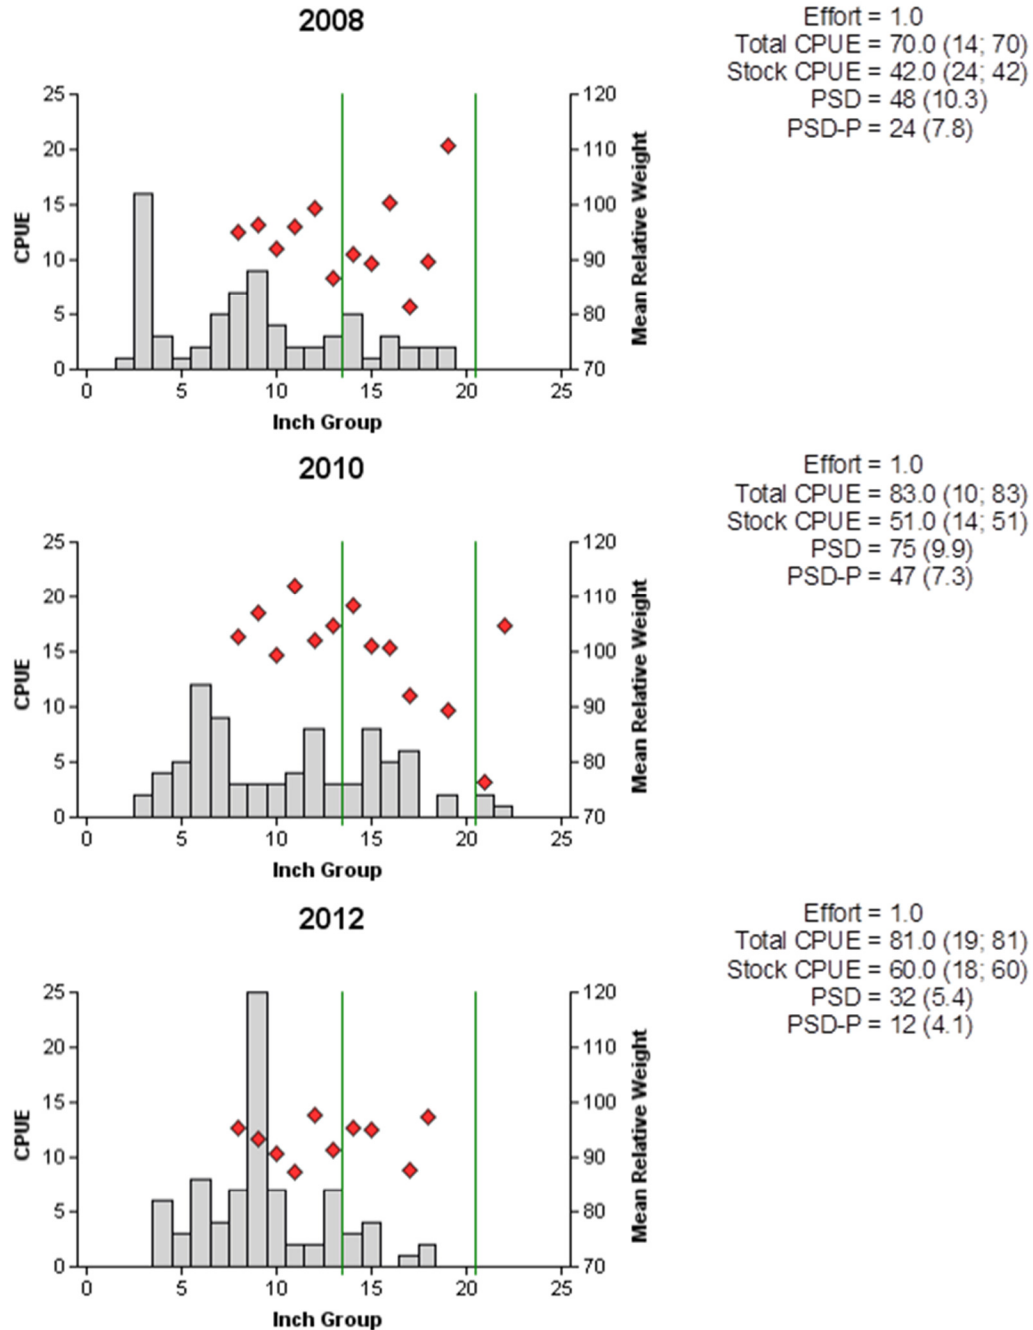 2008
Effort = 1.0
Total CPUE = 70.0 (14; 70)
Stock CPUE = 42.0 (24; 42)
PSD = 48 (10.3)
PSD-P = 24 (7.8)
25
20
15
10
5
0
CPUE
120
110
100
90
80
70
Mean Relative Weight
0 5 10 15 20 25
Inch Group
2010
Effort = 1.0
Total CPUE = 83.0 (10; 83)
Stock CPUE = 51.0 (14; 51)
PSD = 75 (9.9)
PSD-P = 47 (7.3)
25
20
15
10
5
0
CPUE
120
110
100
90
80
70
Mean Relative Weight
0 5 10 15 20 25
Inch Group
2012
Effort = 1.0
Total CPUE = 81.0 (19; 81)
Stock CPUE = 60.0 (18; 60)
PSD = 32 (5.4)
PSD-P = 12 (4.1)
25
20
15
10
5
0
CPUE
120
110
100
90
80
70
Mean Relative Weight
0 5 10 15 20 25
Inch Group